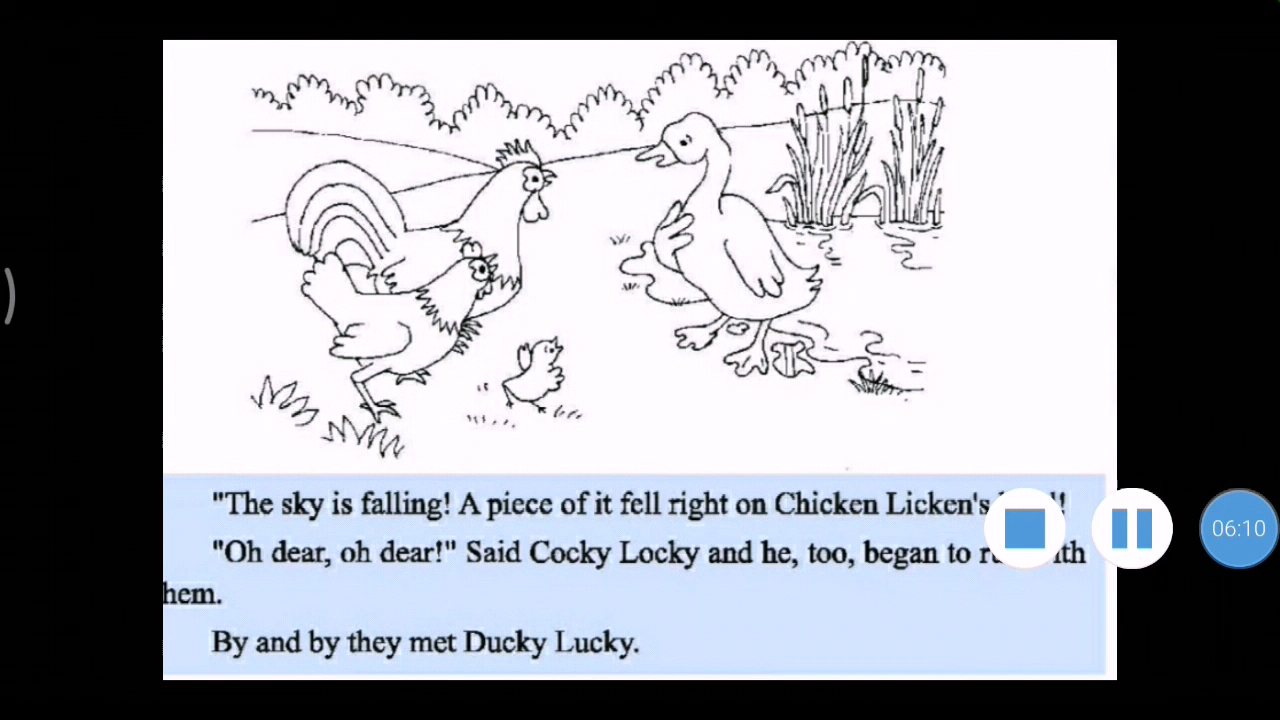 "The sky is falling! A piece of it fell right on Chicken Licken's
"Oh dear, oh dear!" Said Cocky Locky and he, too, began to
hem.
By and by they met Ducky Lucky.
06:10